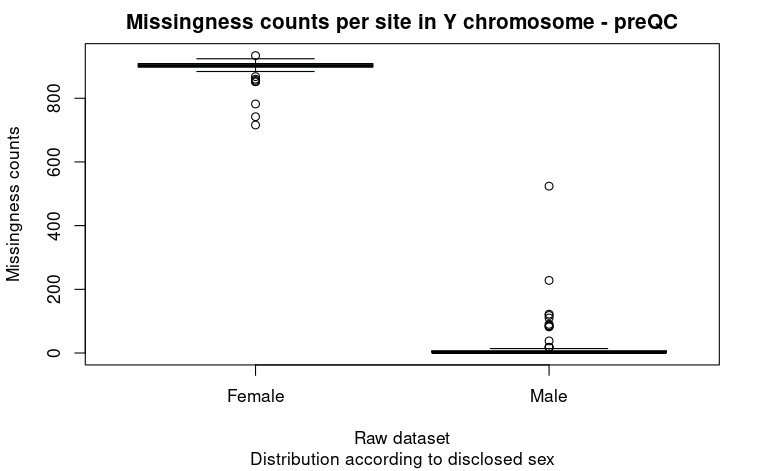 Missingness counts per site in Y chromosome - preQC
Missingness counts
800
600
400
200
0
Female Male
Raw dataset
Distribution according to disclosed sex